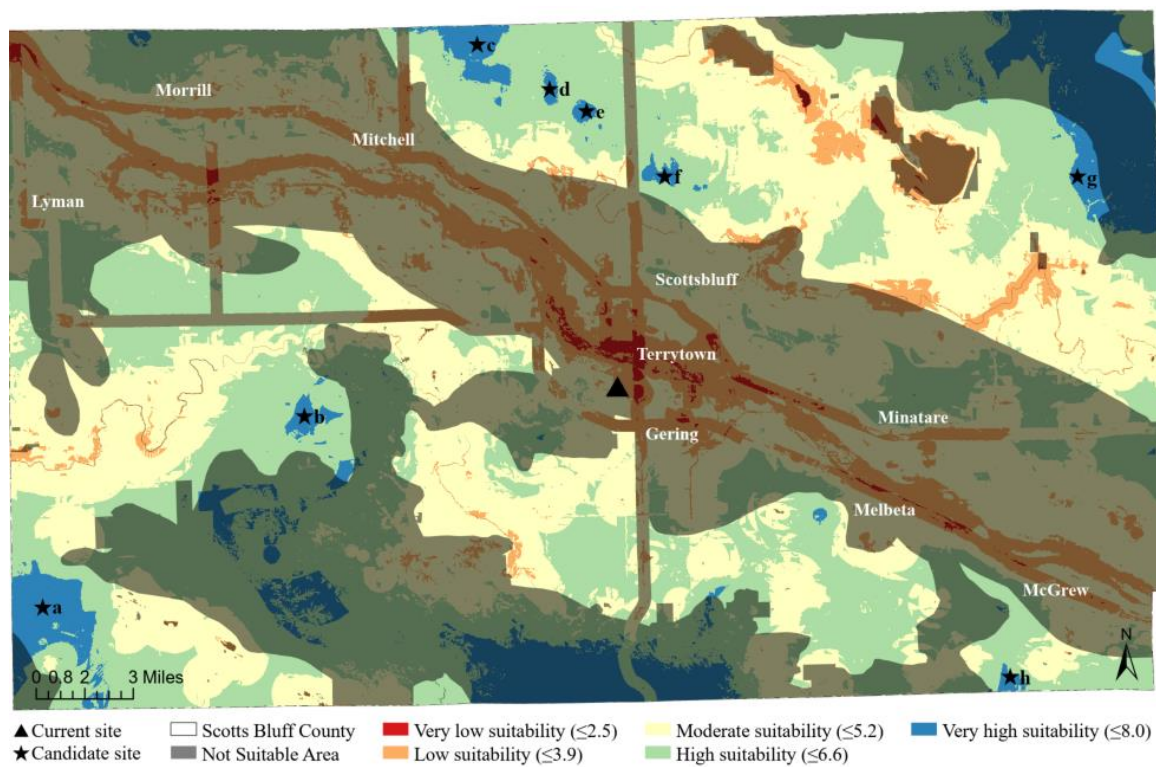 c
d
Morrill
e
Mitchell
f
g
Lyman
Scottsbluff
Terrytown
b
Minatare
Gering
Melbeta
McGrew
a
N
h
0 0.8 2 3 Miles
Current site
Scotts Bluff County
Very low suitability (≤2.5)
Moderate suitability (≤5.2)
Very high suitability (≤8.0)
Candidate site
Not Suitable Area
Low suitability (≤3.9)
High suitability (≤6.6)